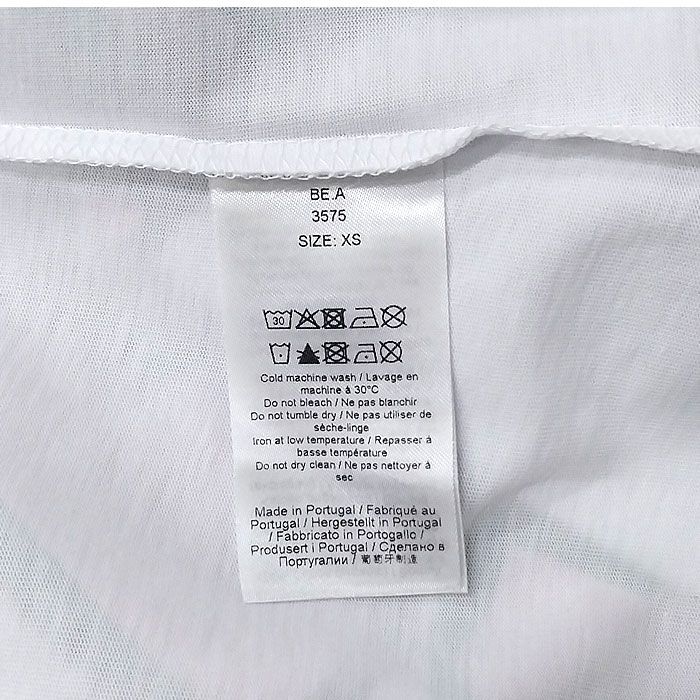 BE.A
3575
SIZE: XS
30
Cold machine wash / Lavage en
machine à 30°C
Do not bleach / Ne pas blanchir
Do not tumble dry / Ne pas utiliser de
sèche-linge
Iron at low temperature / Repasser à
basse température
Do not dry clean / Ne pas nettoyer à
sec
Made in Portugal / Fabriqué au
Portugal / Hergestellt in Portugal
/ Fabbricato in Portogallo /
Produsert i Portugal / Сделано в
Португалии / 葡萄牙制造